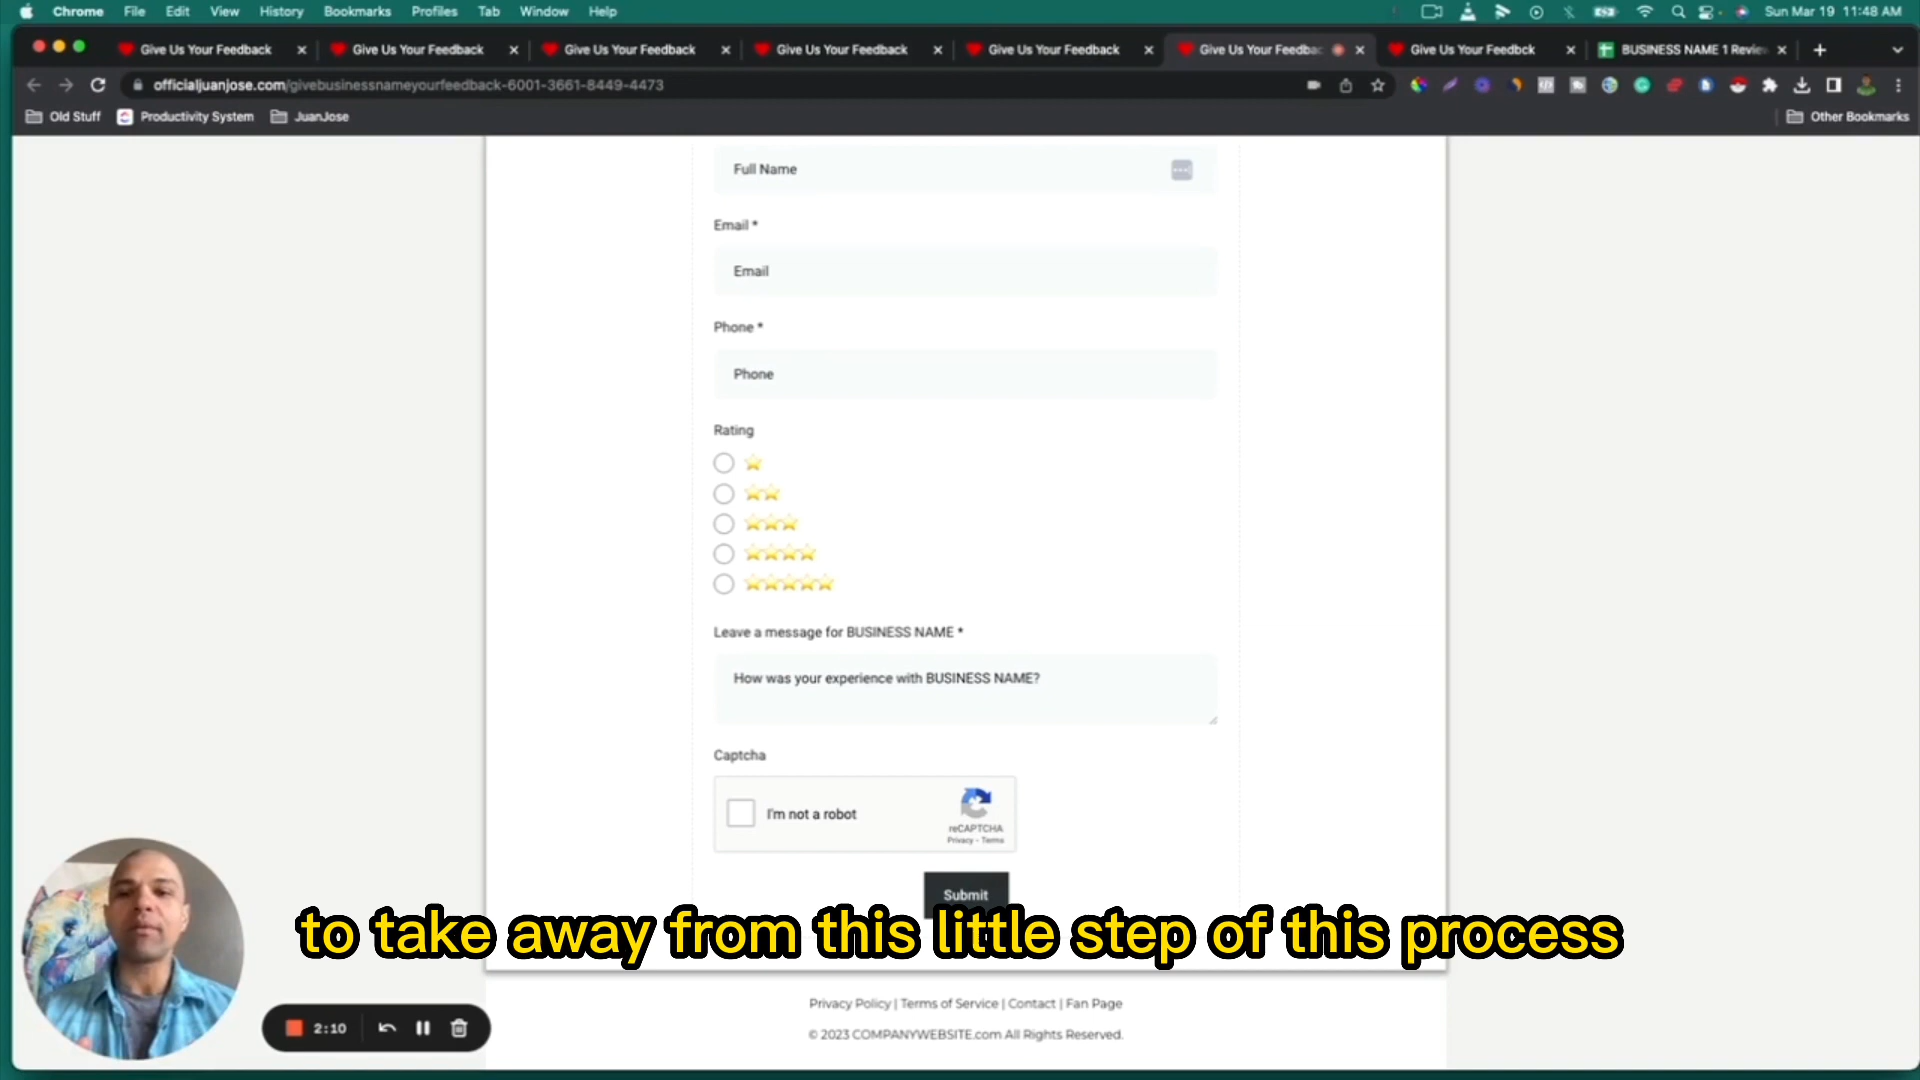 Chrome File Edit View History Bookmarks Profiles Tab Window Help Sun Mar 19 11:48 AM
Give Us Your Feedback Give Us Your Feedback Give Us Your Feedback Give Us Your Feedback Give Us Your Feedback Give Us Your Feedbac Give Us Your Feedbck BUSINESS NAME 1 Revie
officialjuanjose.com/givebusinessnameyourfeedback-6001-3661-8449-4473
Old Stuff Productivity System JuanJose Other Bookmarks
Full Name
Email *
Email
Phone *
Phone
Rating
Leave a message for BUSINESS NAME *
How was your experience with BUSINESS NAME?
Captcha
I'm not a robot
reCAPTCHA
Privacy - Terms
Submit
to take away from this little step of this process
Privacy Policy | Terms of Service | Contact | Fan Page
2:10
© 2023 COMPANYWEBSITE.com All Rights Reserved.